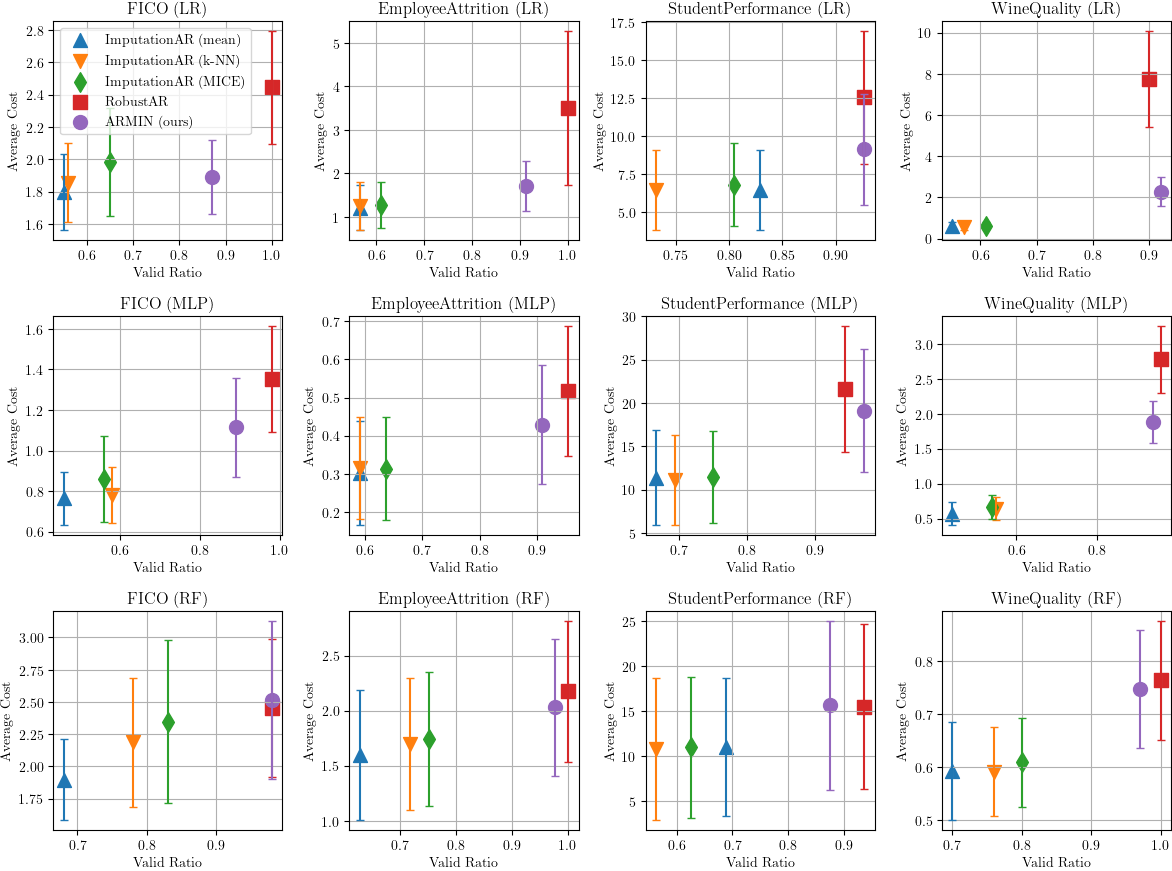 FICO (LR)
2.8
2.6
2.4
2.2
2.0
1.8
1.6
Average Cost
ImputationAR (mean)
ImputationAR (k-NN)
ImputationAR (MICE)
RobustAR
ARMIN (ours)
0.6 0.7 0.8 0.9 1.0
Valid Ratio
EmployeeAttrition (LR)
5
4
3
2
1
Average Cost
0.6 0.7 0.8 0.9 1.0
Valid Ratio
StudentPerformance (LR)
17.5
15.0
12.5
10.0
7.5
5.0
Average Cost
0.75 0.80 0.85 0.90
Valid Ratio
WineQuality (LR)
10
8
6
4
2
0
Average Cost
0.6 0.7 0.8 0.9
Valid Ratio
FICO (MLP)
1.6
1.4
1.2
1.0
0.8
0.6
Average Cost
0.6 0.8 1.0
Valid Ratio
EmployeeAttrition (MLP)
0.7
0.6
0.5
0.4
0.3
0.2
Average Cost
0.6 0.7 0.8 0.9
Valid Ratio
StudentPerformance (MLP)
30
25
20
15
10
5
Average Cost
0.7 0.8 0.9
Valid Ratio
WineQuality (MLP)
3.0
2.5
2.0
1.5
1.0
0.5
Average Cost
0.6 0.8
Valid Ratio
FICO (RF)
3.00
2.75
2.50
2.25
2.00
1.75
Average Cost
0.7 0.8 0.9
Valid Ratio
EmployeeAttrition (RF)
2.5
2.0
1.5
1.0
Average Cost
0.7 0.8 0.9 1.0
Valid Ratio
StudentPerformance (RF)
25
20
15
10
5
Average Cost
0.6 0.7 0.8 0.9
Valid Ratio
WineQuality (RF)
0.8
0.7
0.6
0.5
Average Cost
0.7 0.8 0.9 1.0
Valid Ratio